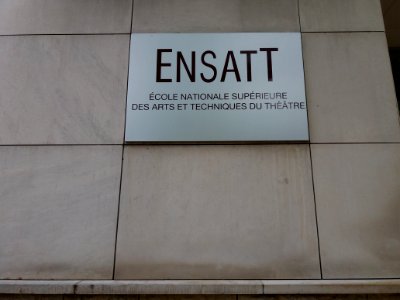 ENSATT
ÉCOLE NATIONALE SUPÉRIEURE
DES ARTS ET TECHNIQUES DU THÉÂTRE